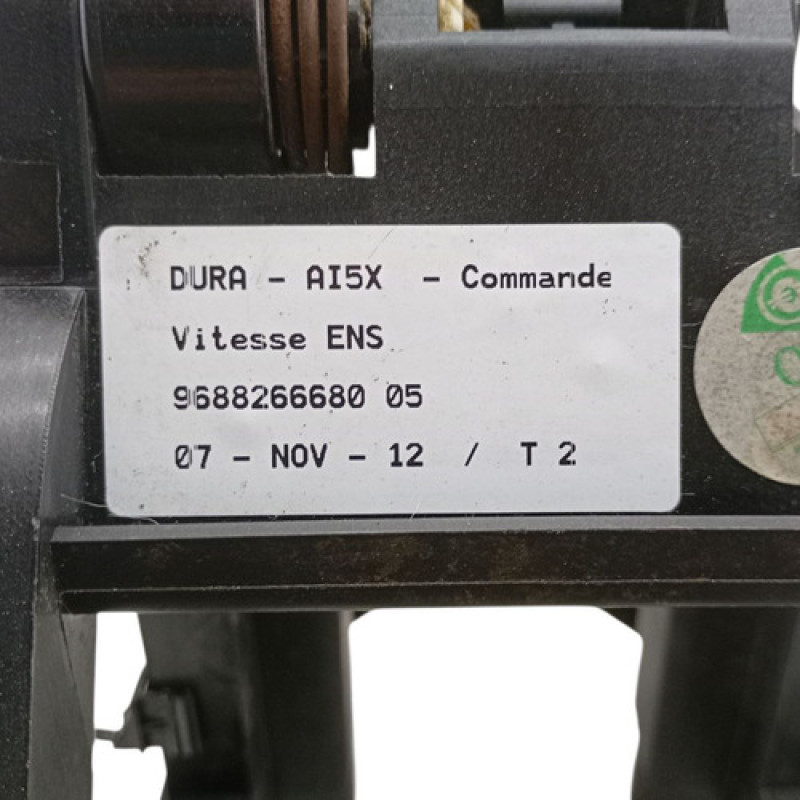 DURA - AI5X - Commande
Vitesse ENS
9688266680 05
07 - NOV - 12 / T 2